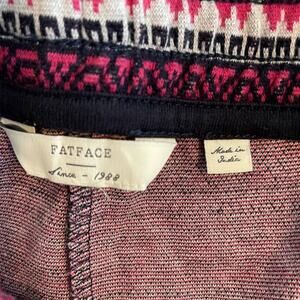 FATFACE
Since - 1988
Made in
India